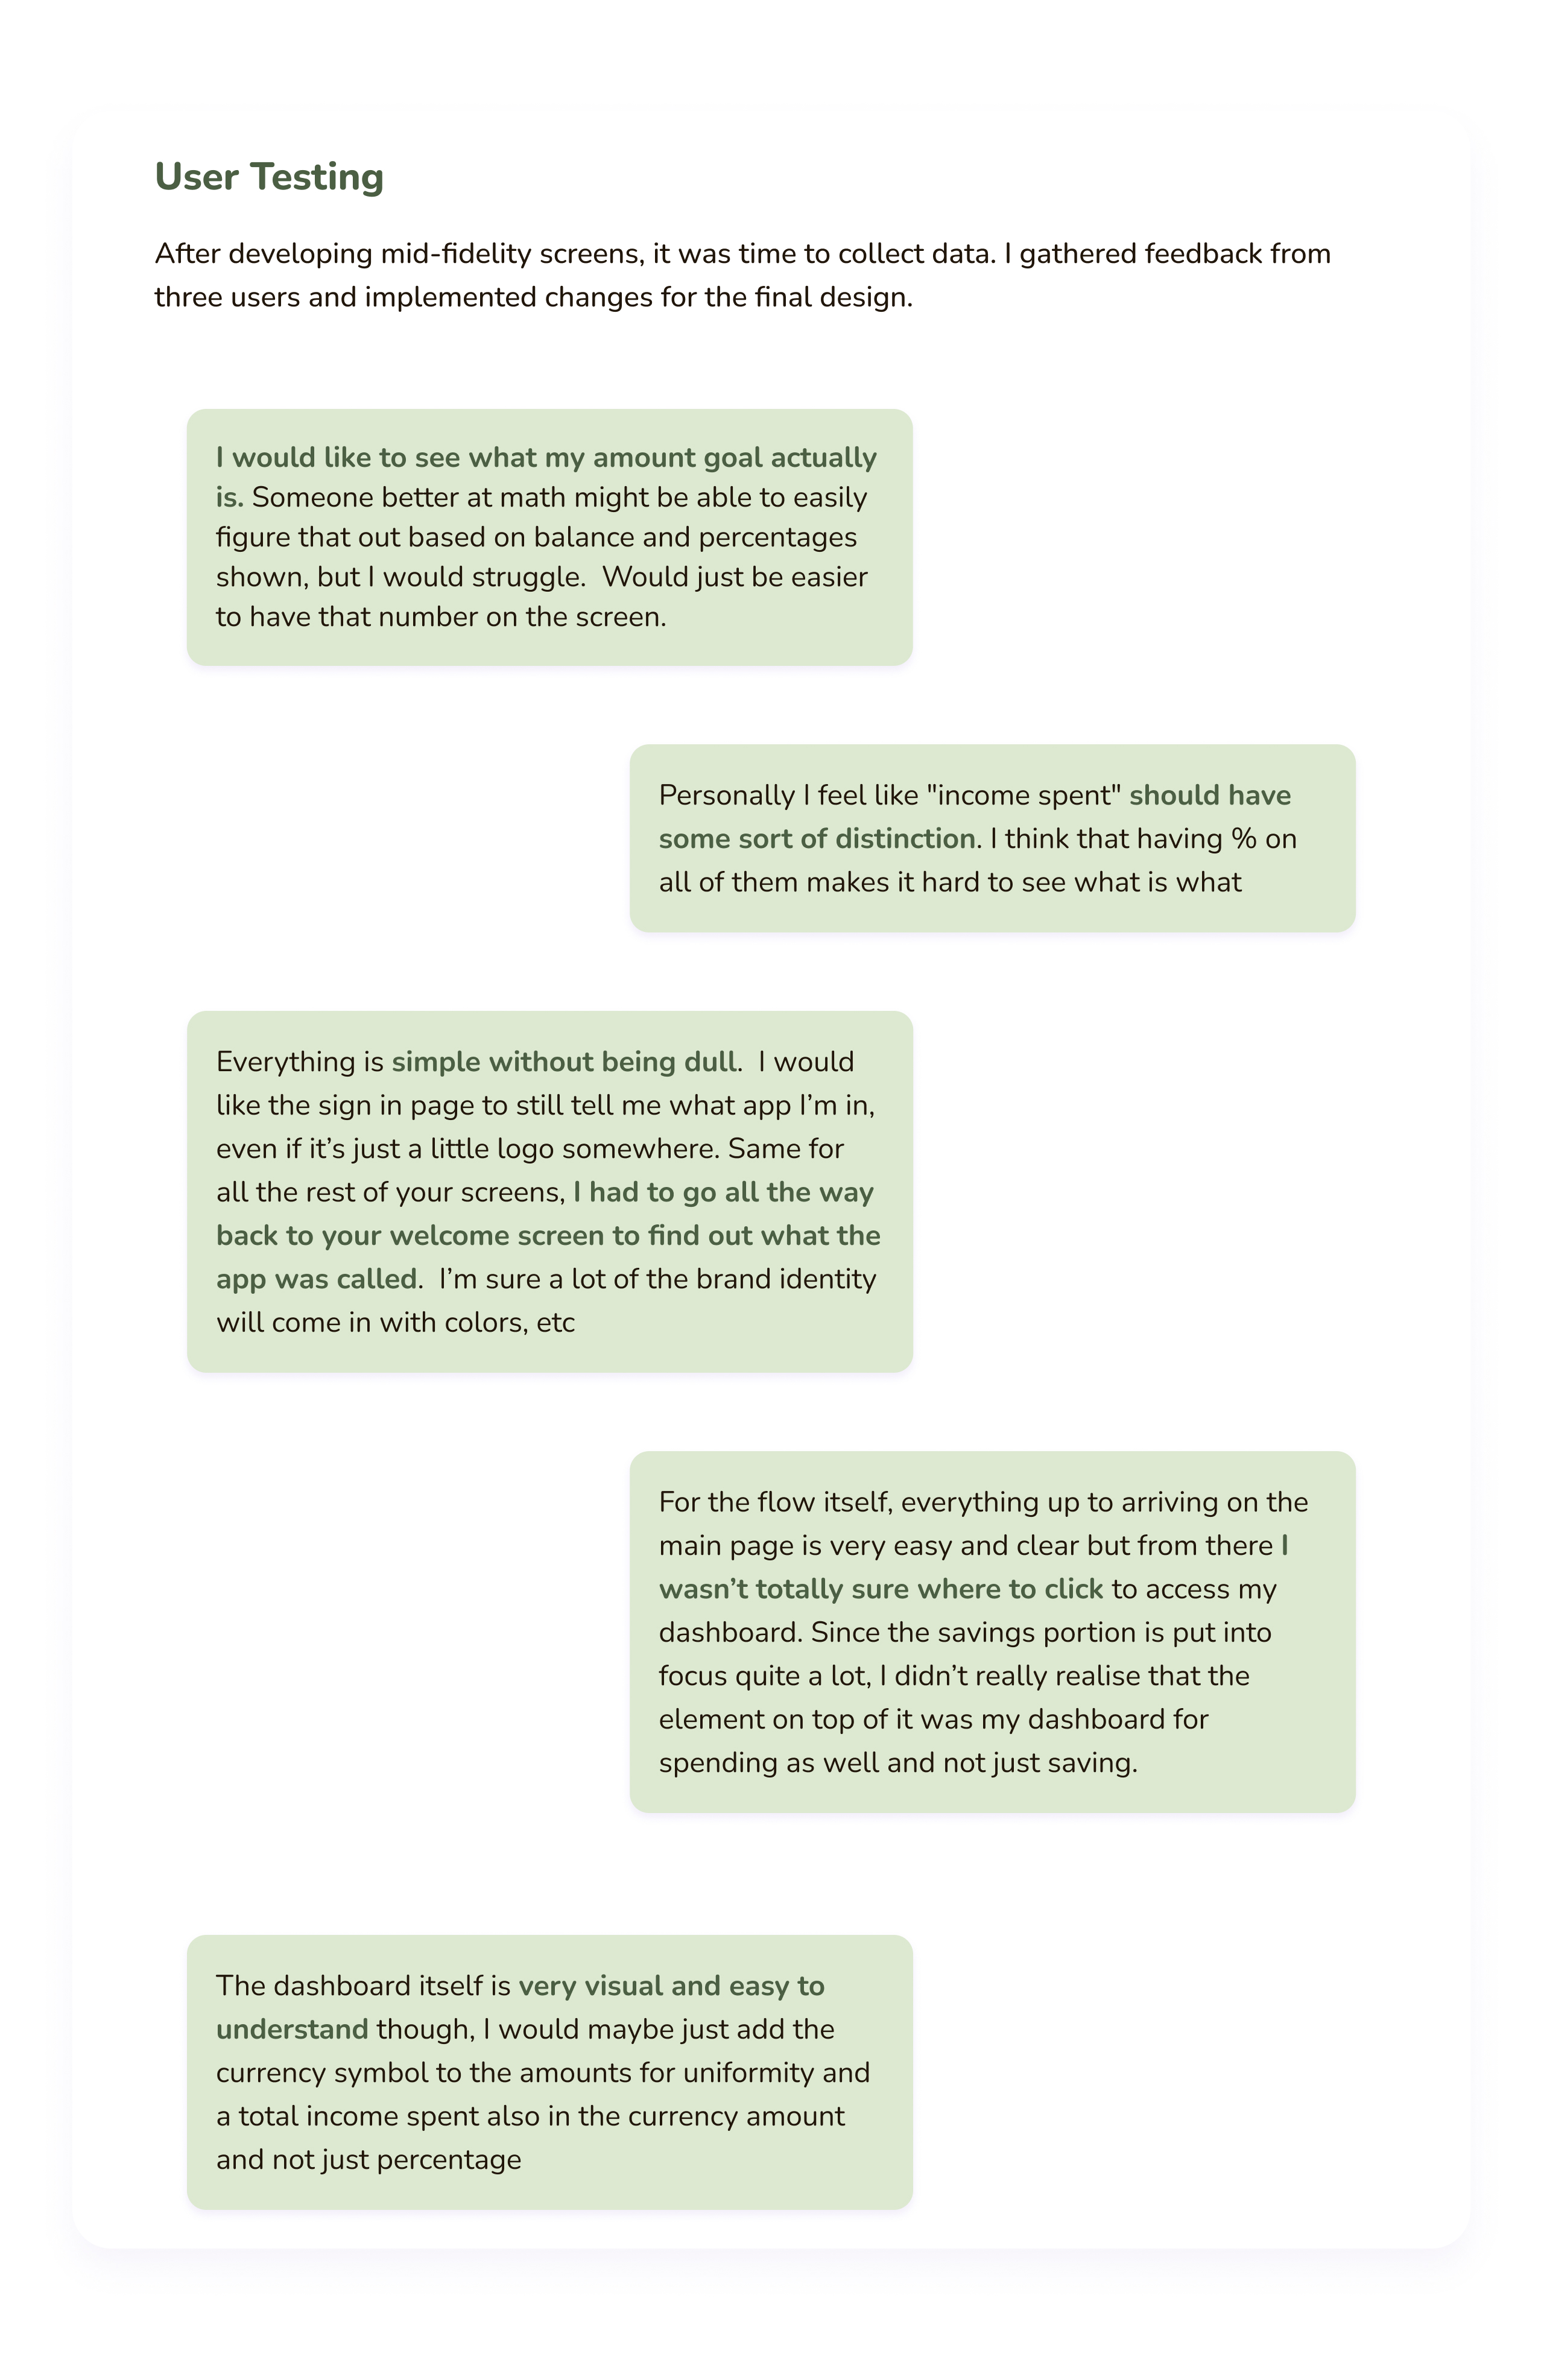 User Testing
After developing mid-fidelity screens, it was time to collect data. I gathered feedback from
three users and implemented changes for the final design.
I would like to see what my amount goal actually
is. Someone better at math might be able to easily
figure that out based on balance and percentages
shown, but I would struggle.  Would just be easier
to have that number on the screen.
Personally I feel like "income spent" should have
some sort of distinction. I think that having % on
all of them makes it hard to see what is what
Everything is simple without being dull.  I would
like the sign in page to still tell me what app I’m in,
even if it’s just a little logo somewhere. Same for
all the rest of your screens, I had to go all the way
back to your welcome screen to find out what the
app was called.  I’m sure a lot of the brand identity
will come in with colors, etc
For the flow itself, everything up to arriving on the
main page is very easy and clear but from there I
wasn’t totally sure where to click to access my
dashboard. Since the savings portion is put into
focus quite a lot, I didn’t really realise that the
element on top of it was my dashboard for
spending as well and not just saving.
The dashboard itself is very visual and easy to
understand though, I would maybe just add the
currency symbol to the amounts for uniformity and
a total income spent also in the currency amount
and not just percentage